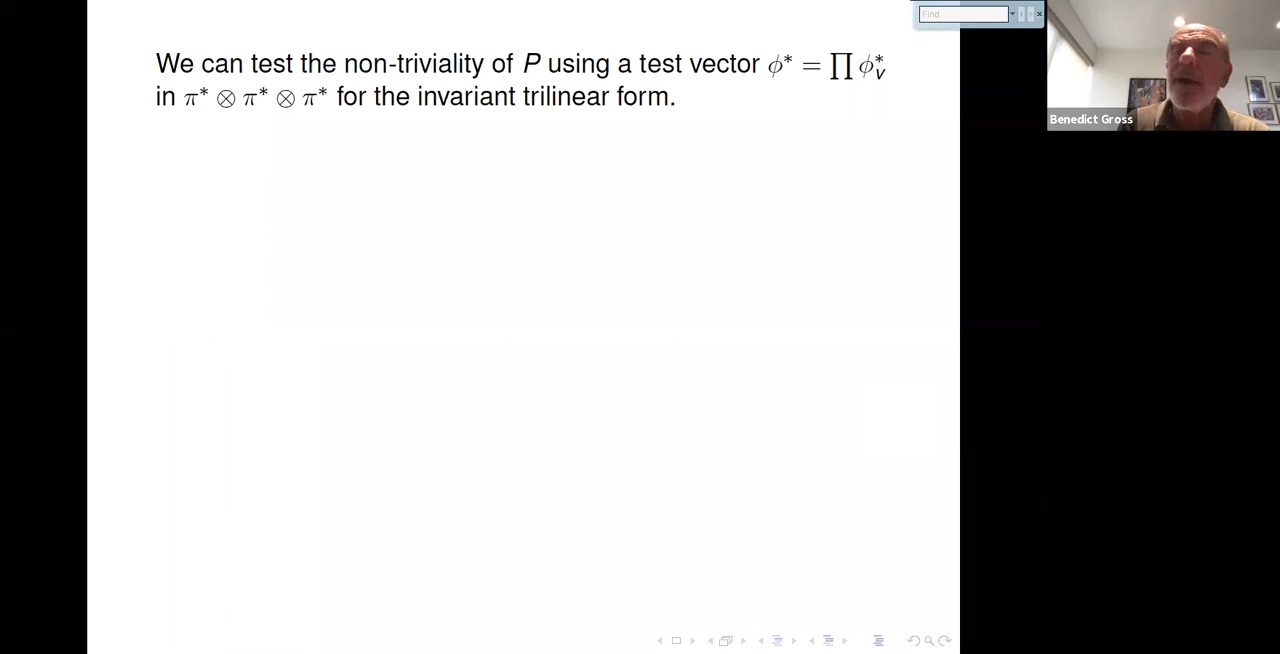 We can test the non-triviality of P using a test vector ϕ* = ∏ ϕ*ᵥ
in π* ⊗ π* ⊗ π* for the invariant trilinear form.
Find
Benedict Gross